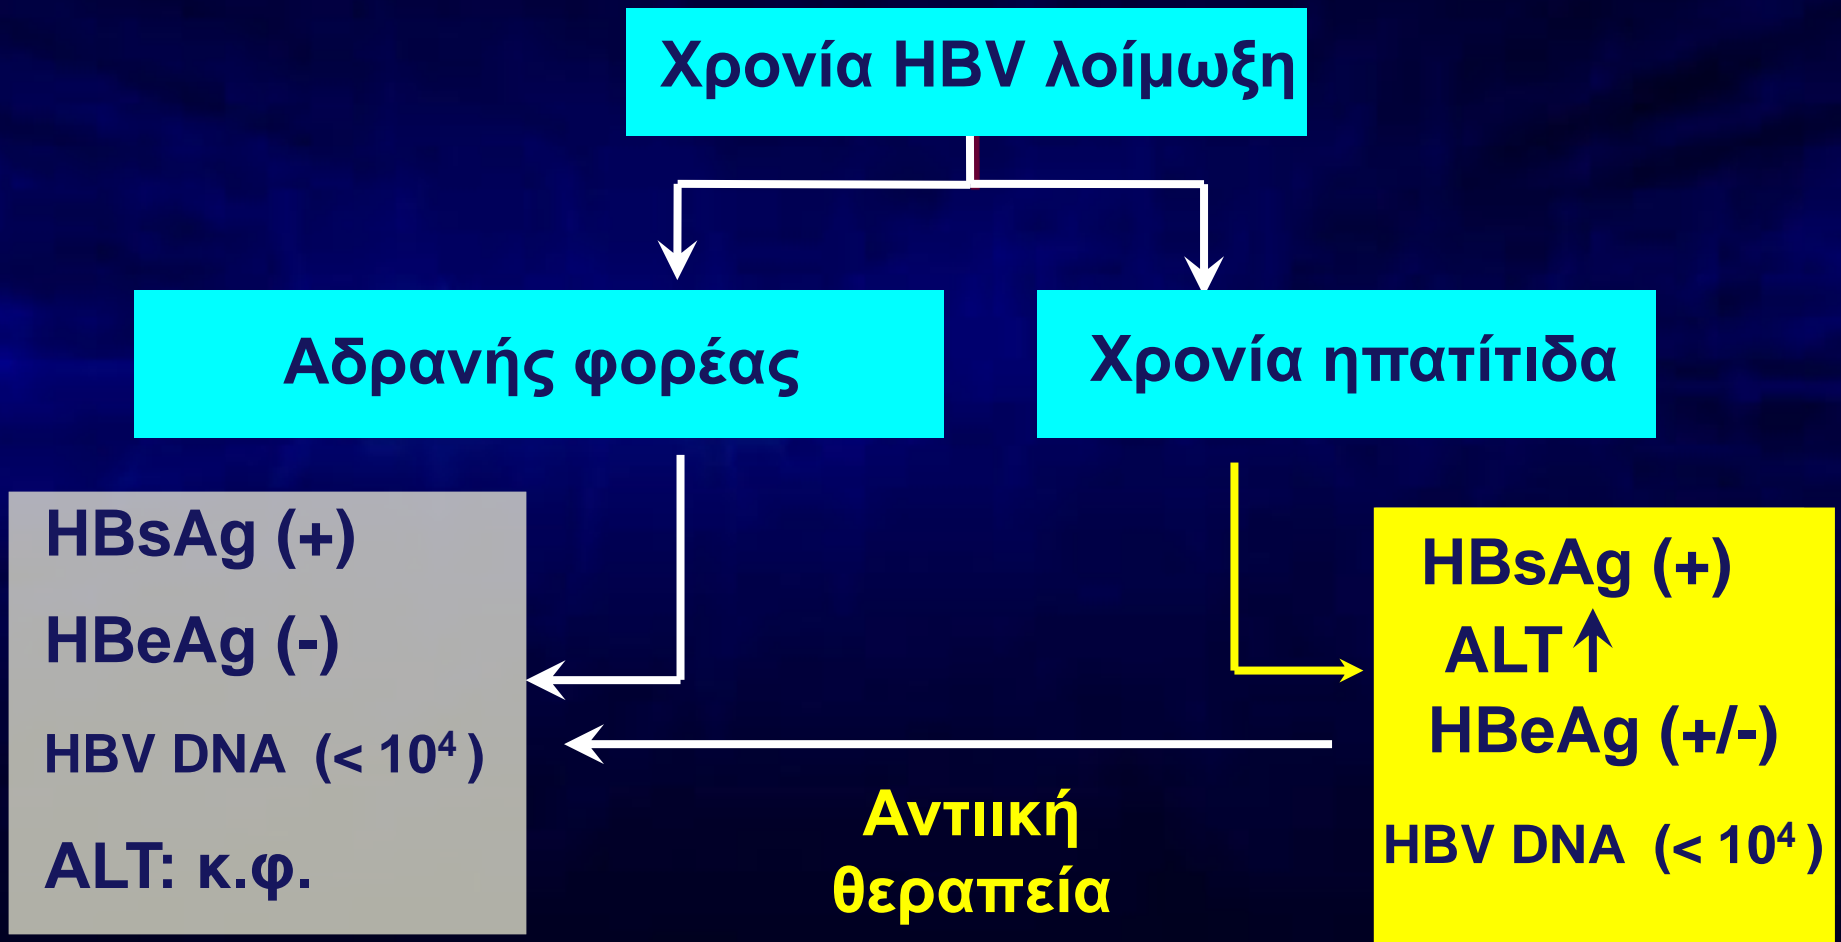 Χρονία HBV λοίμωξη
Αδρανής φορέας
Χρονία ηπατίτιδα
HBsAg (+)
HBeAg (-)
HBV DNA (< 10⁴ )
ALT: κ.φ.
HBsAg (+)
ALT ↑
HBeAg (+/-)
HBV DNA (< 10⁴ )
Αντιική
θεραπεία